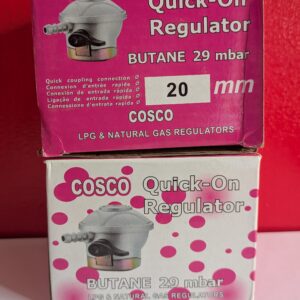 Quick-On
Regulator
BUTANE 29 mbar
Quick coupling connection
Connexion d'entrée rapide
Conexión de entrada rapida
Ligação de entrada rapida
Connessione d'entrata rapida
20 mm
COSCO
LPG & NATURAL GAS REGULATORS
COSCO Quick-On
Regulator
BUTANE 29 mbar
LPG & NATURAL GAS REGULATORS